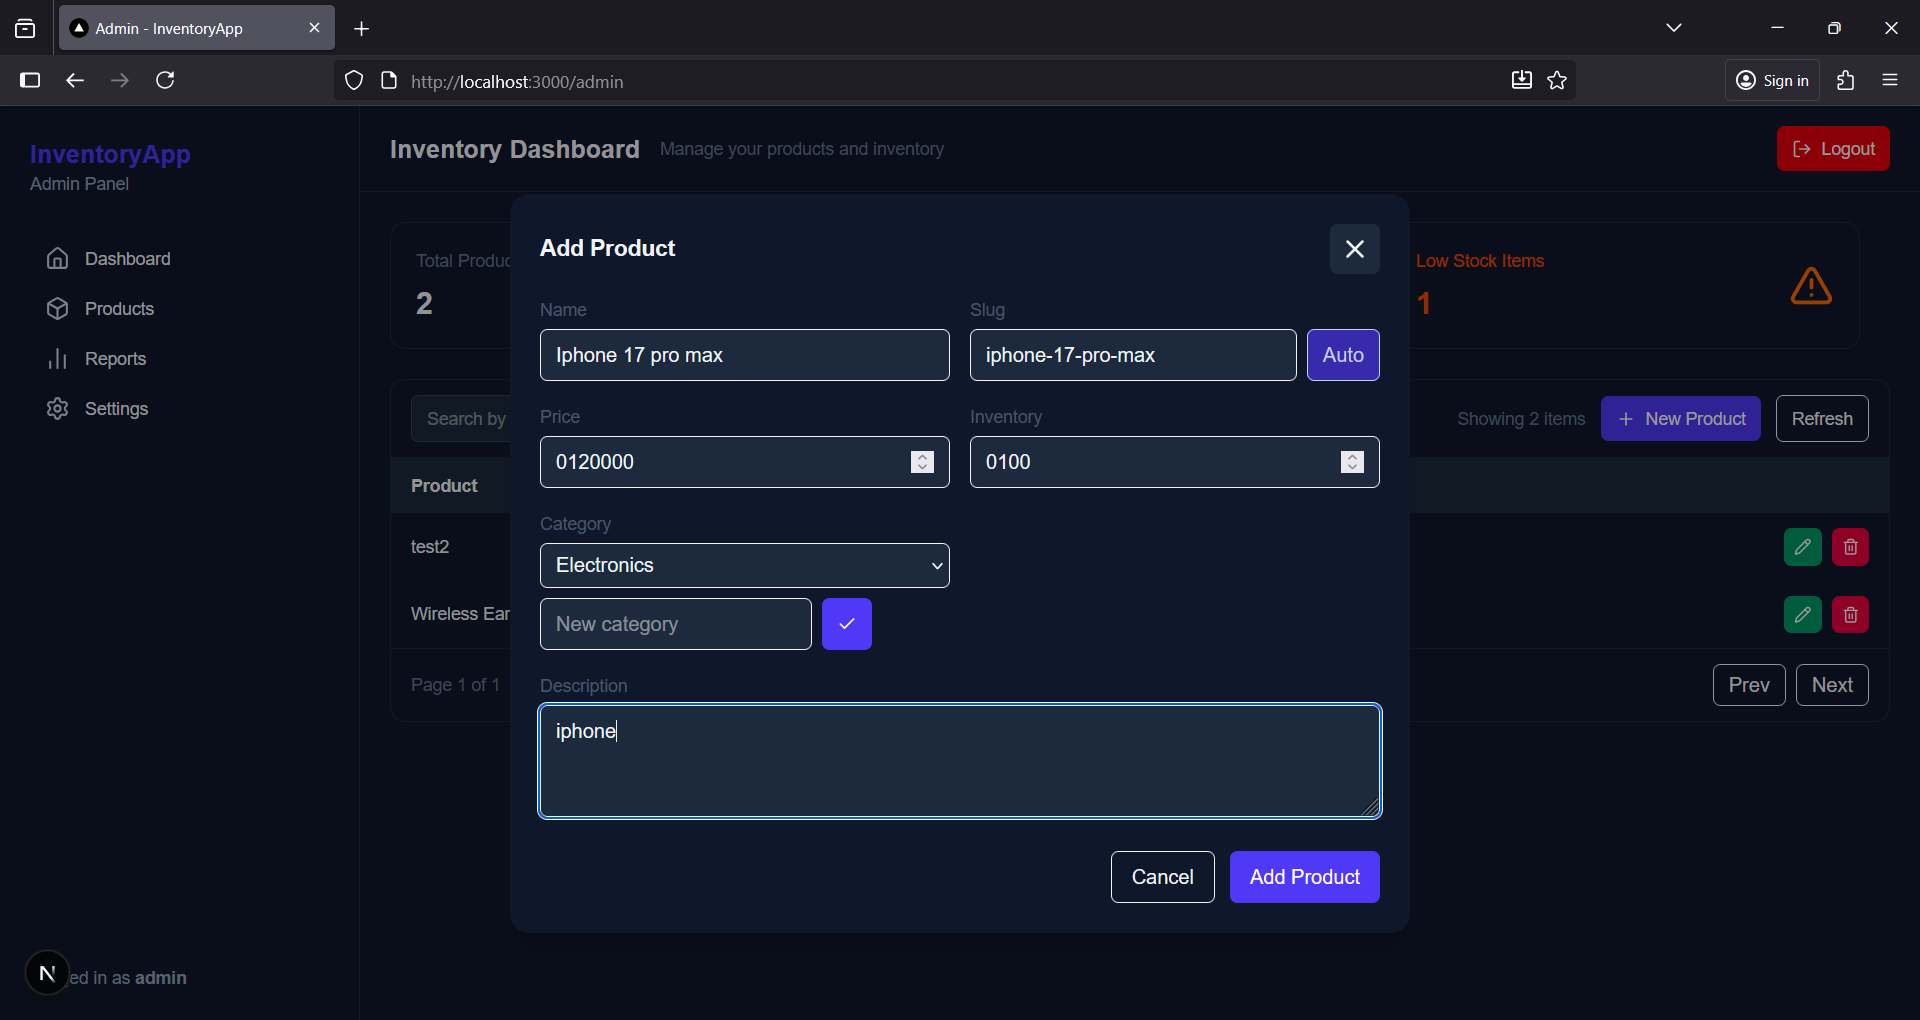 Admin - InventoryApp
http://localhost:3000/admin
Sign in
InventoryApp
Admin Panel
Dashboard
Products
Reports
Settings
ed in as admin
Inventory Dashboard
Manage your products and inventory
Logout
Total Produc
2
Low Stock Items
1
Search by
Showing 2 items
New Product
Refresh
Product
test2
Wireless Ear
Page 1 of 1
Prev
Next
Add Product
Name
Slug
Iphone 17 pro max
iphone-17-pro-max
Auto
Price
Inventory
0120000
0100
Category
Electronics
New category
Description
iphone
Cancel
Add Product
N